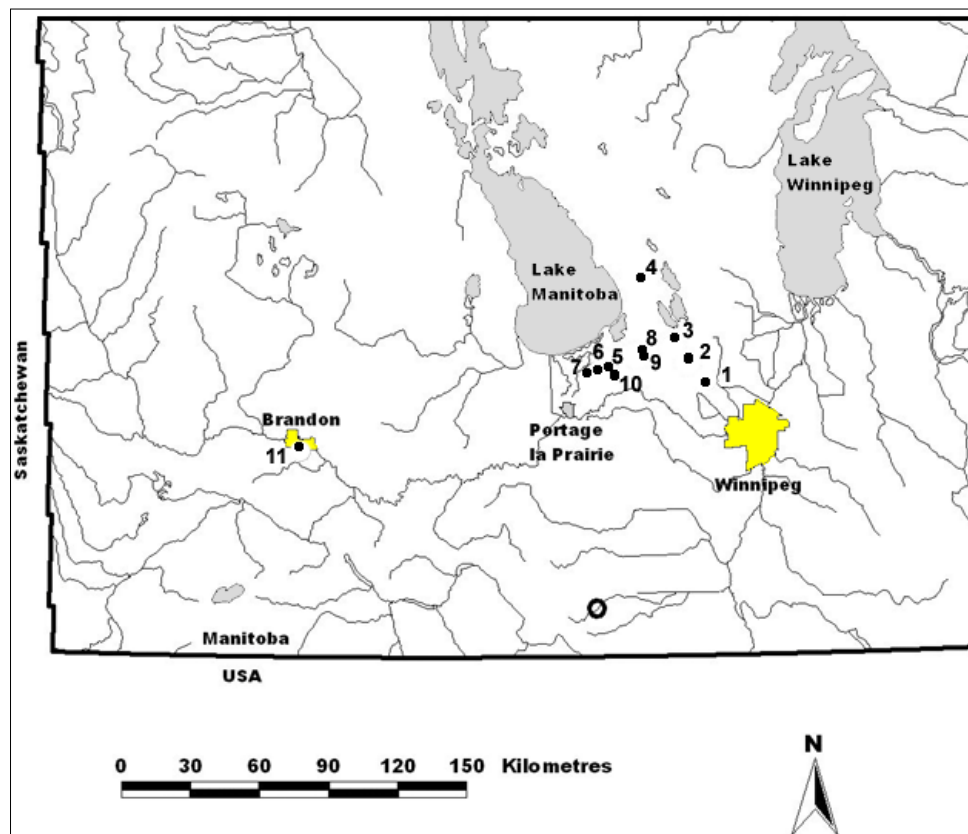 Lake
Winnipeg
Lake
Manitoba
4
3
8
9
2
6
5
7
10
1
Brandon
11
Portage
la Prairie
Winnipeg
Saskatchewan
Manitoba
USA
N
0 30 60 90 120 150 Kilometres